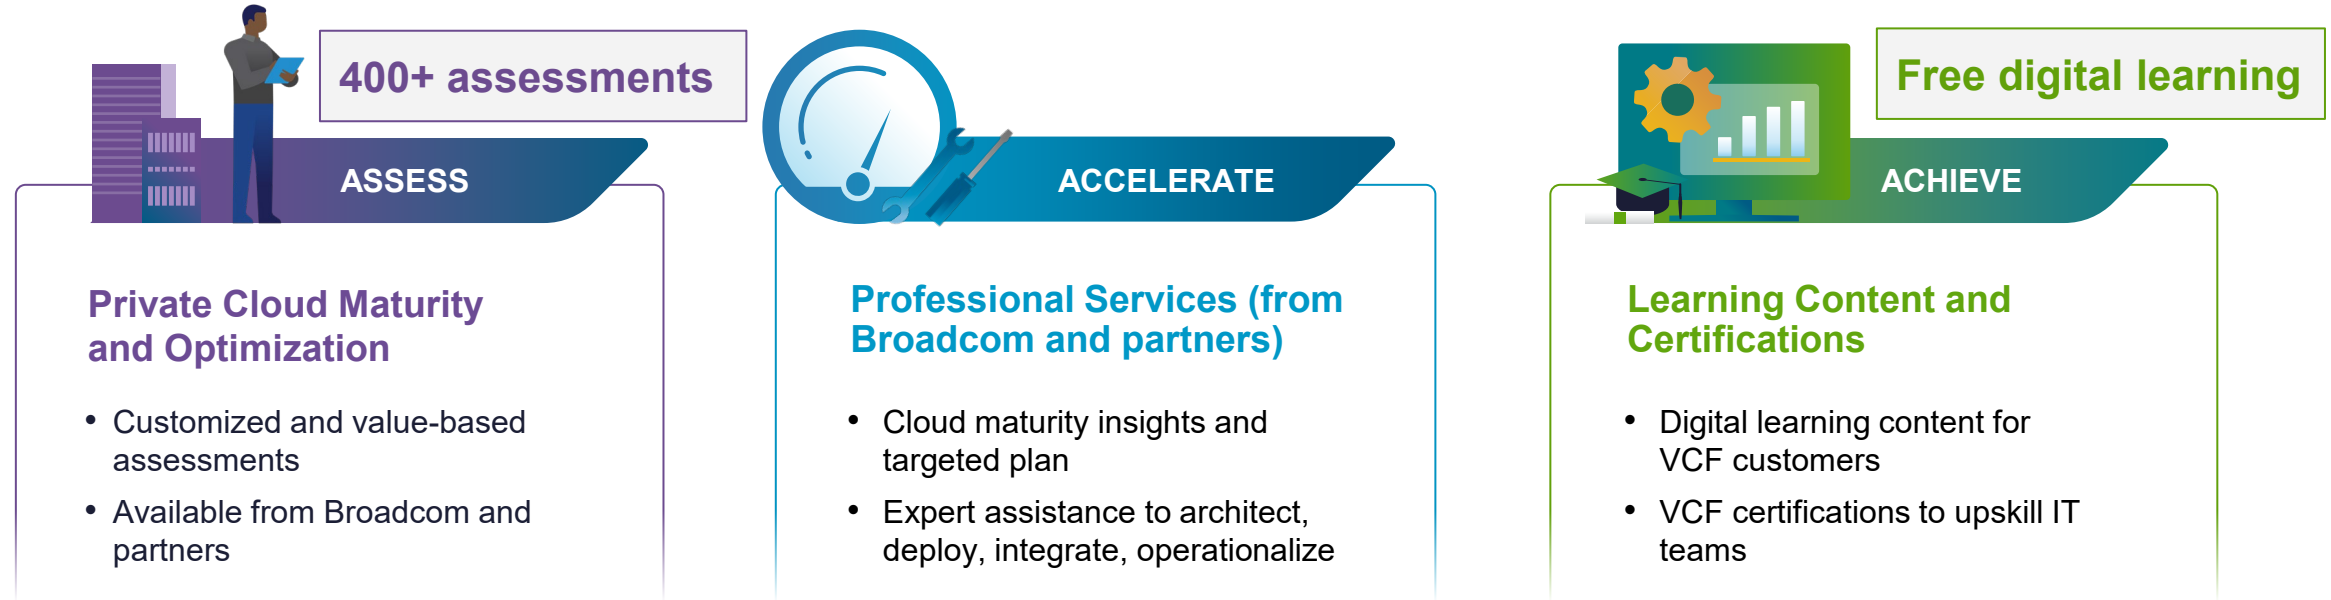 400+ assessments
ASSESS
Private Cloud Maturity
and Optimization
• Customized and value-based
assessments
• Available from Broadcom and
partners
ACCELERATE
Professional Services (from
Broadcom and partners)
• Cloud maturity insights and
targeted plan
• Expert assistance to architect,
deploy, integrate, operationalize
Free digital learning
ACHIEVE
Learning Content and
Certifications
• Digital learning content for
VCF customers
• VCF certifications to upskill IT
teams